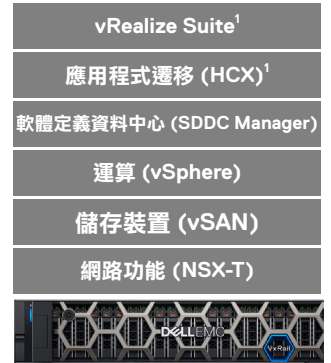 vRealize Suite¹
應用程式遷移 (HCX)¹
軟體定義資料中心 (SDDC Manager)
運算 (vSphere)
儲存裝置 (vSAN)
網路功能 (NSX-T)
DELLEMC
VxRail